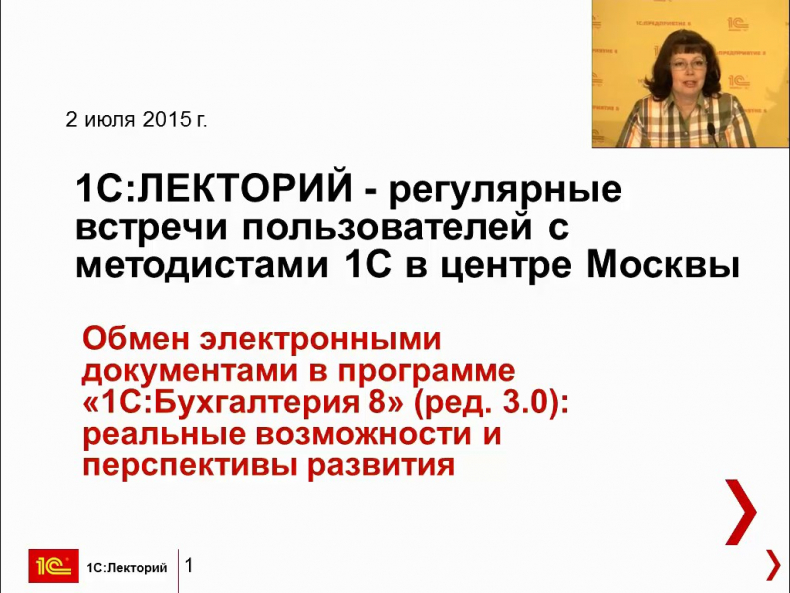 2 июля 2015 г.
1С:ЛЕКТОРИЙ - регулярные
встречи пользователей с
методистами 1С в центре Москвы
Обмен электронными
документами в программе
«1С:Бухгалтерия 8» (ред. 3.0):
реальные возможности и
перспективы развития
1С
1С:Лекторий
1